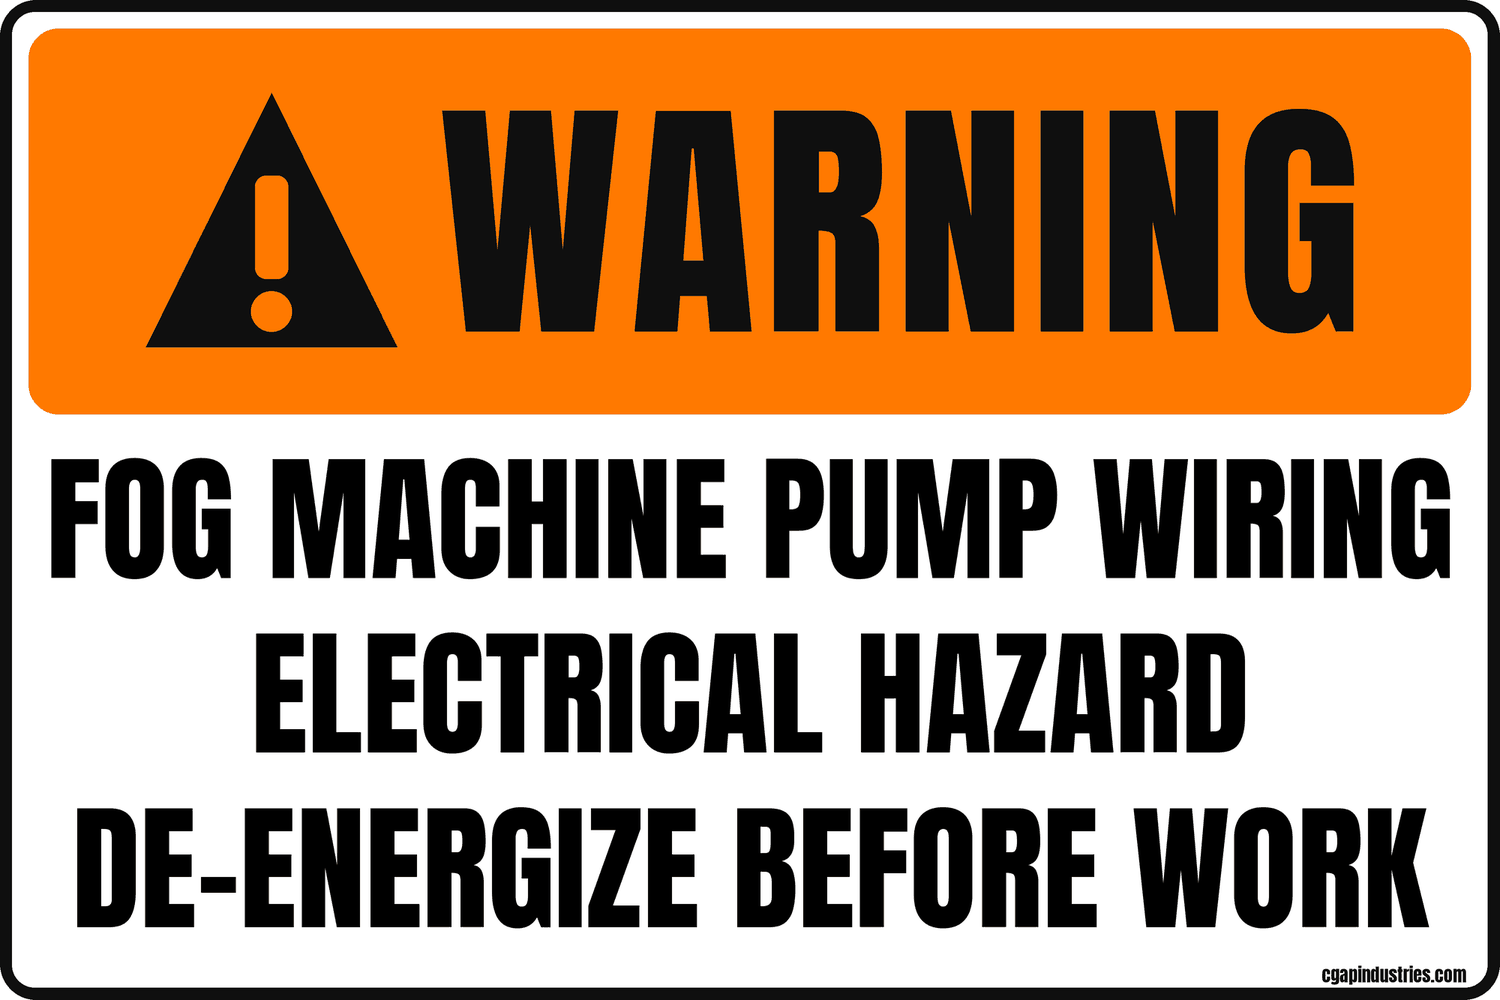 WARNING
FOG MACHINE PUMP WIRING
ELECTRICAL HAZARD
DE-ENERGIZE BEFORE WORK
cgapindustries.com